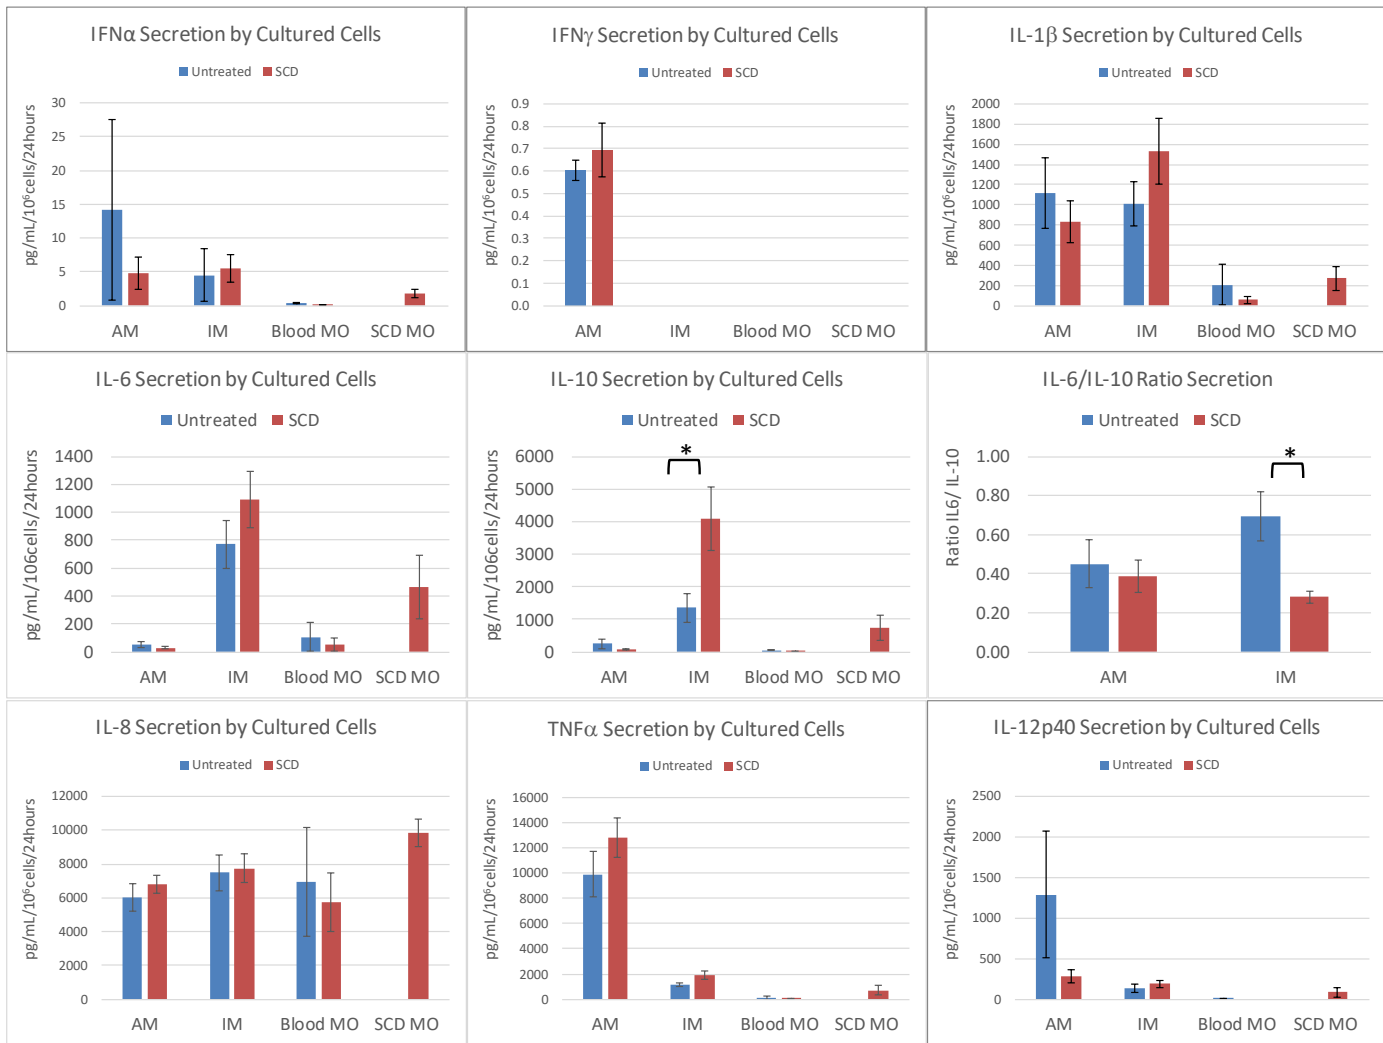 IFNα Secretion by Cultured Cells
Untreated SCD
pg/mL/10⁶cells/24hours
30
25
20
15
10
5
0
AM IM Blood MO SCD MO
IFNγ Secretion by Cultured Cells
Untreated SCD
pg/mL/10⁶cells/24hours
0.9
0.8
0.7
0.6
0.5
0.4
0.3
0.2
0.1
0.0
AM IM Blood MO SCD MO
IL-1β Secretion by Cultured Cells
Untreated SCD
pg/mL/10⁶cells/24hours
2000
1800
1600
1400
1200
1000
800
600
400
200
0
AM IM Blood MO SCD MO
IL-6 Secretion by Cultured Cells
Untreated SCD
pg/mL/106cells/24hours
1400
1200
1000
800
600
400
200
0
AM IM Blood MO SCD MO
IL-10 Secretion by Cultured Cells
Untreated SCD
pg/mL/106cells/24hours
6000
5000
4000
3000
2000
1000
0
*
AM IM Blood MO SCD MO
IL-6/IL-10 Ratio Secretion
Untreated SCD
Ratio IL6/ IL-10
1.00
0.80
0.60
0.40
0.20
0.00
*
AM IM
IL-8 Secretion by Cultured Cells
Untreated SCD
pg/mL/10⁶cells/24hours
12000
10000
8000
6000
4000
2000
0
AM IM Blood MO SCD MO
TNFα Secretion by Cultured Cells
Untreated SCD
pg/mL/10⁶cells/24hours
16000
14000
12000
10000
8000
6000
4000
2000
0
AM IM Blood MO SCD MO
IL-12p40 Secretion by Cultured Cells
Untreated SCD
pg/mL/10⁶cells/24hours
2500
2000
1500
1000
500
0
AM IM Blood MO SCD MO